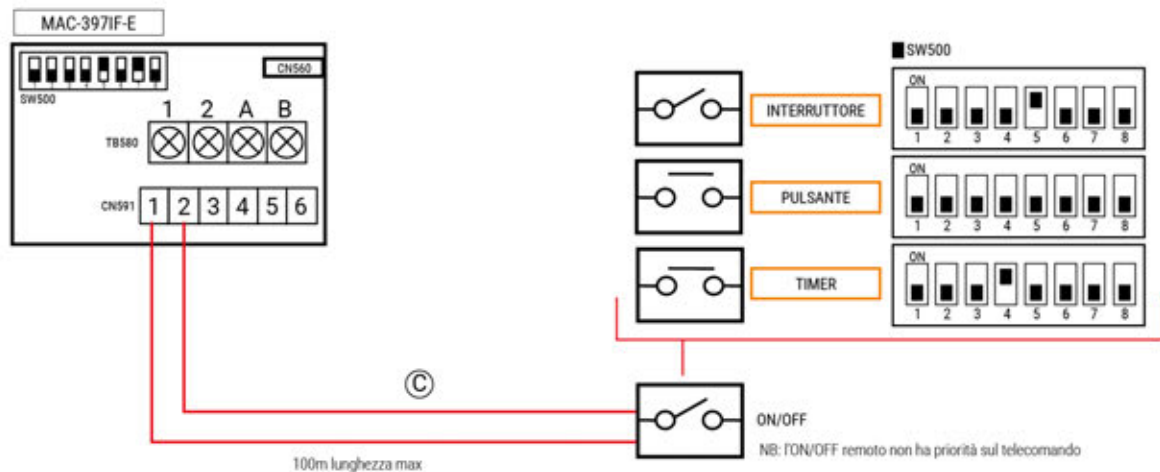 MAC-397IF-E
CN560
SW500
1 2 A B
TB580
CN591 1 2 3 4 5 6
SW500
INTERRUTTORE
ON
1 2 3 4 5 6 7 8
PULSANTE
ON
1 2 3 4 5 6 7 8
TIMER
ON
1 2 3 4 5 6 7 8
C
ON/OFF
NB: l'ON/OFF remoto non ha priorità sul telecomando
100m lunghezza max